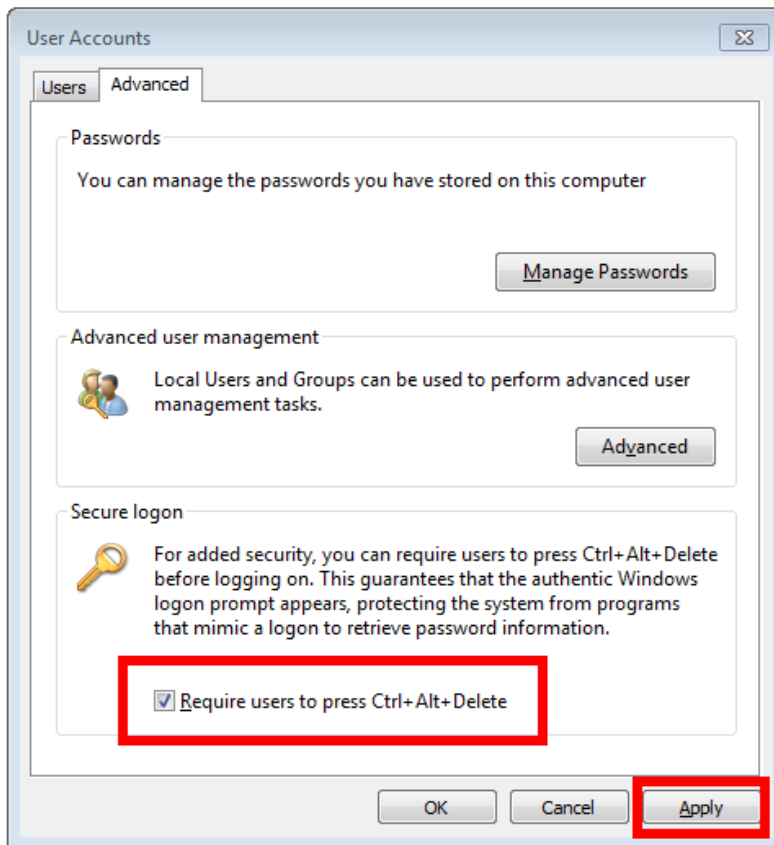 User Accounts
Users
Advanced
Passwords
You can manage the passwords you have stored on this computer
Manage Passwords
Advanced user management
Local Users and Groups can be used to perform advanced user
management tasks.
Advanced
Secure logon
For added security, you can require users to press Ctrl+Alt+Delete
before logging on. This guarantees that the authentic Windows
logon prompt appears, protecting the system from programs
that mimic a logon to retrieve password information.
Require users to press Ctrl+Alt+Delete
OK
Cancel
Apply